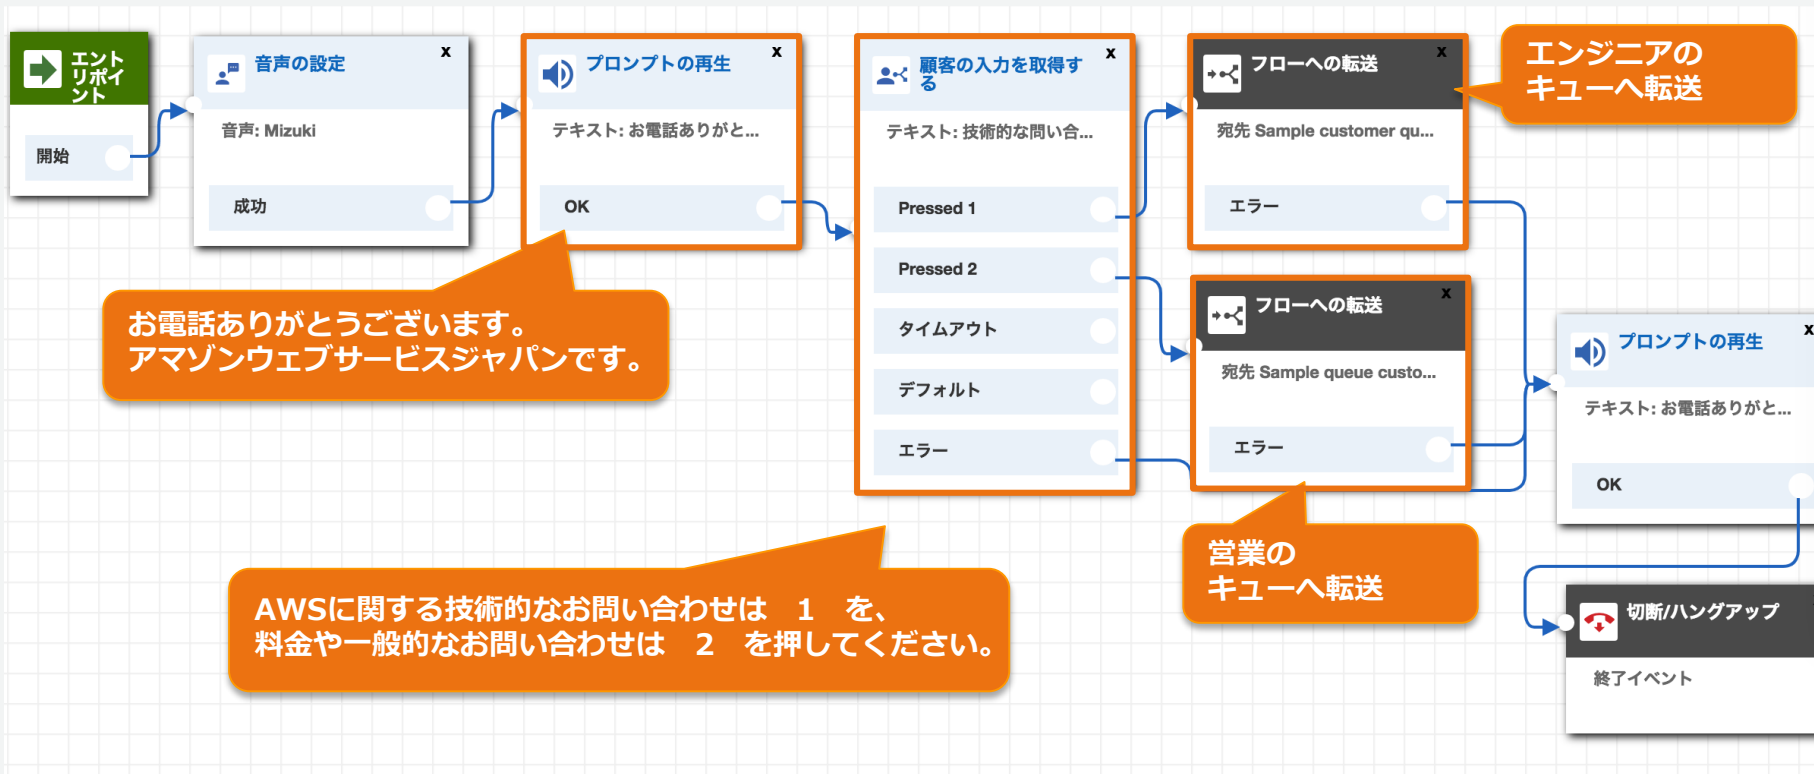 エント
リポイ
ント
開始
音声の設定
x
音声: Mizuki
成功
プロンプトの再生
x
テキスト: お電話ありがと...
OK
お電話ありがとうございます。
アマゾンウェブサービスジャパンです。
顧客の入力を取得す
る
x
テキスト: 技術的な問い合...
Pressed 1
Pressed 2
タイムアウト
デフォルト
エラー
AWSに関する技術的なお問い合わせは　1　を、
料金や一般的なお問い合わせは　2　を押してください。
フローへの転送
x
宛先 Sample customer qu...
エラー
エンジニアの
キューへ転送
フローへの転送
x
宛先 Sample queue custo...
エラー
営業の
キューへ転送
プロンプトの再生
x
テキスト: お電話ありがと...
OK
切断/ハングアップ
終了イベント